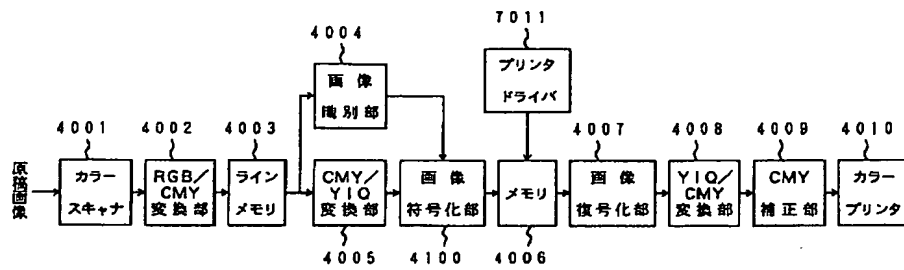 4004
7011
画像
識別部
プリンタ
ドライバ
4001
4002
4003
4007
4008
4009
4010
原稿画像
カラー
スキャナ
RGB/
CMY
変換部
ライン
メモリ
CMY/
YIQ
変換部
画像
符号化部
メモリ
画像
復号化部
YIQ/
CMY
変換部
CMY
補正部
カラー
プリンタ
4005
4100
4006